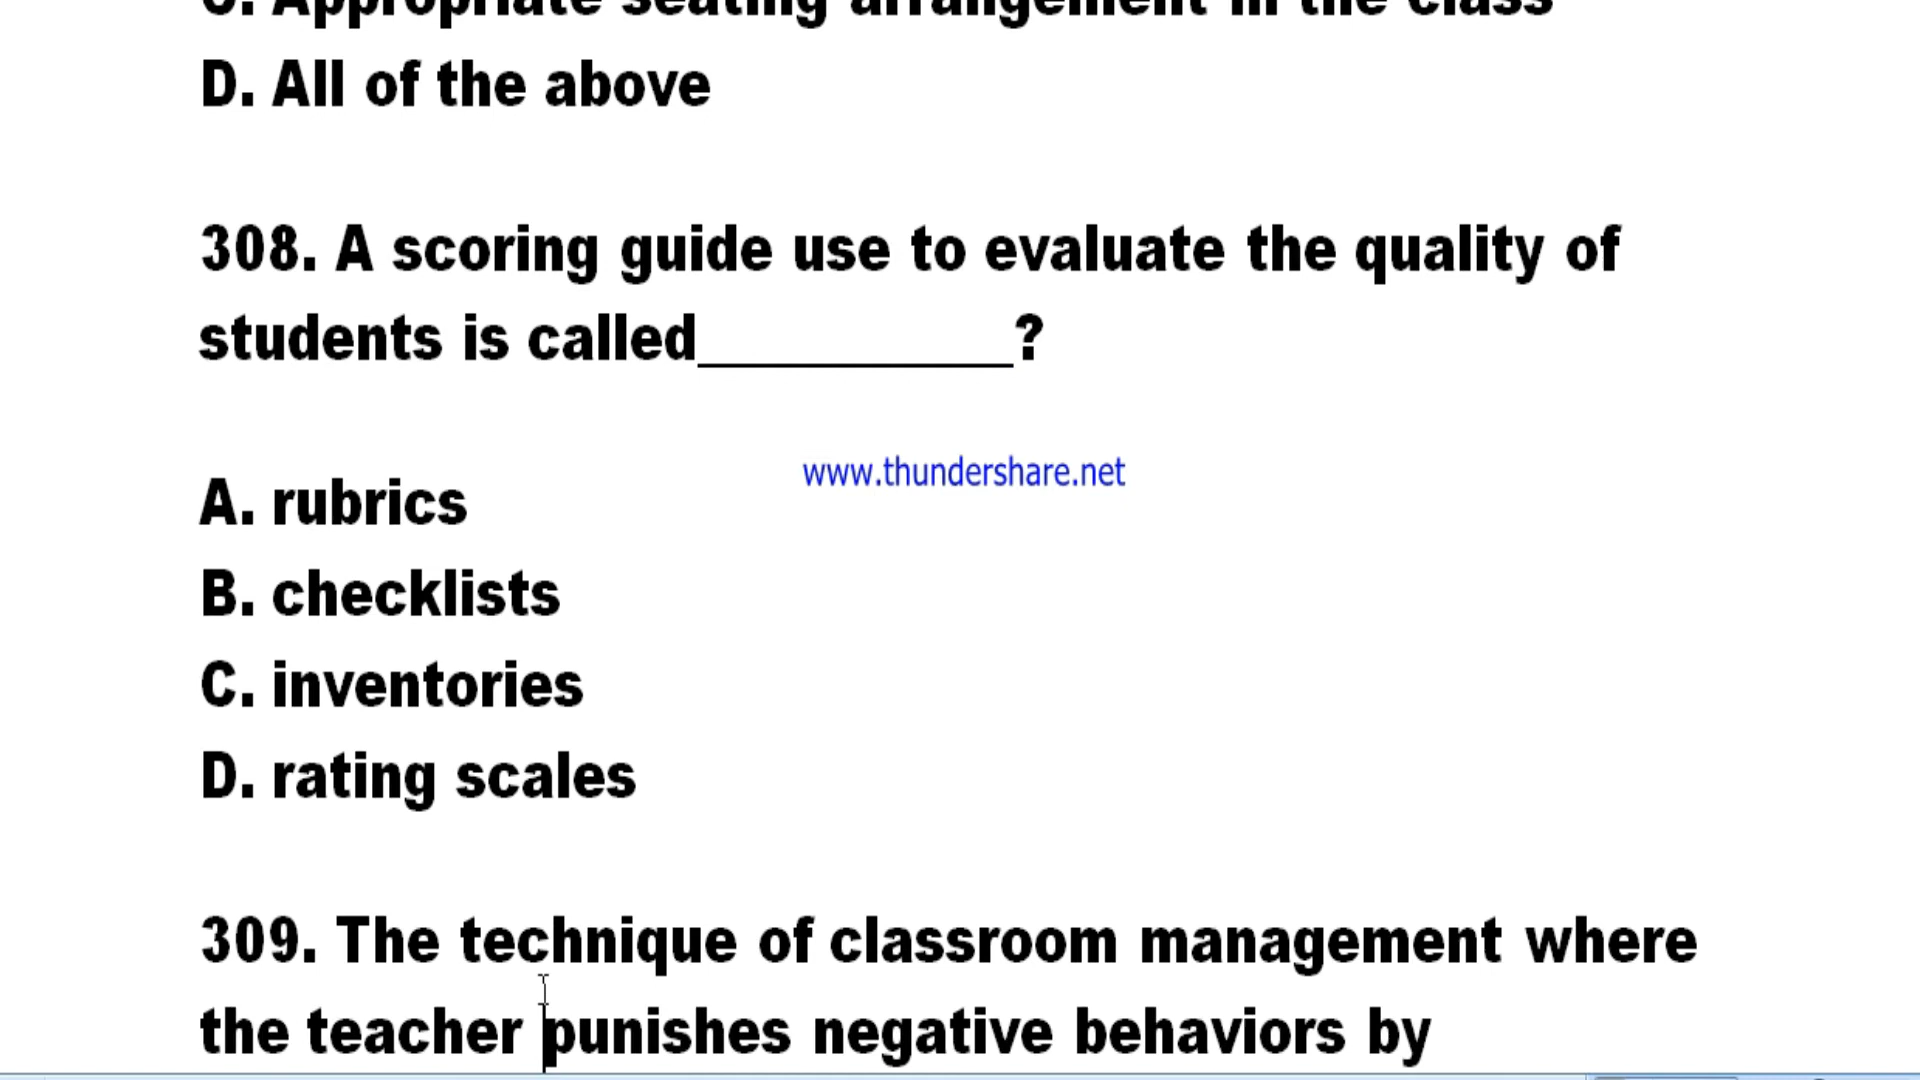 C. Appropriate seating arrangement in the class
D. All of the above
308. A scoring guide use to evaluate the quality of
students is called__________?
www.thundershare.net
A. rubrics
B. checklists
C. inventories
D. rating scales
309. The technique of classroom management where
the teacher punishes negative behaviors by